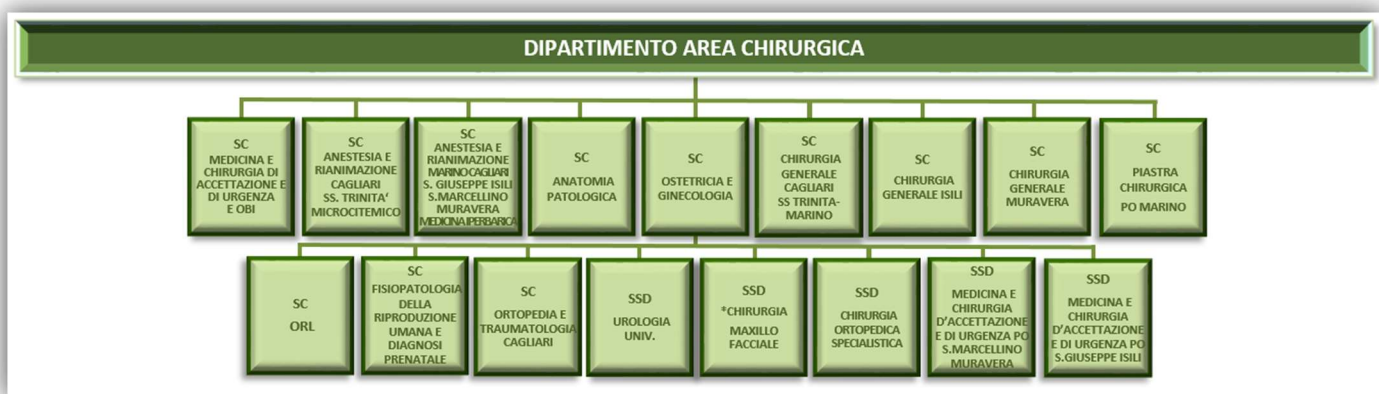 DIPARTIMENTO AREA CHIRURGICA
SC
MEDICINA E
CHIRURGIA DI
ACCETTAZIONE E
DI URGENZA
E OBI
SC
ANESTESIA E
RIANIMAZIONE
CAGLIARI
SS. TRINITA'
MICROCITEMICO
SC
ANESTESIA E
RIANIMAZIONE
MARINO CAGLIARI
S. GIUSEPPE ISILI
S.MARCELLINO
MURAVERA
MEDICINA IPERBARICA
SC
ANATOMIA
PATOLOGICA
SC
OSTETRICIA E
GINECOLOGIA
SC
CHIRURGIA
GENERALE
CAGLIARI
SS TRINITA-
MARINO
SC
CHIRURGIA
GENERALE ISILI
SC
CHIRURGIA
GENERALE
MURAVERA
SC
PIASTRA
CHIRURGICA
PO MARINO
SC
ORL
SC
FISIOPATOLOGIA
DELLA
RIPRODUZIONE
UMANA E
DIAGNOSI
PRENATALE
SC
ORTOPEDIA E
TRAUMATOLOGIA
CAGLIARI
SSD
UROLOGIA
UNIV.
SSD
*CHIRURGIA
MAXILLO
FACCIALE
SSD
CHIRURGIA
ORTOPEDICA
SPECIALISTICA
SSD
MEDICINA E
CHIRURGIA
D'ACCETTAZIONE
E DI URGENZA PO
S.MARCELLINO
MURAVERA
SSD
MEDICINA E
CHIRURGIA
D'ACCETTAZIONE
E DI URGENZA PO
S.GIUSEPPE ISILI